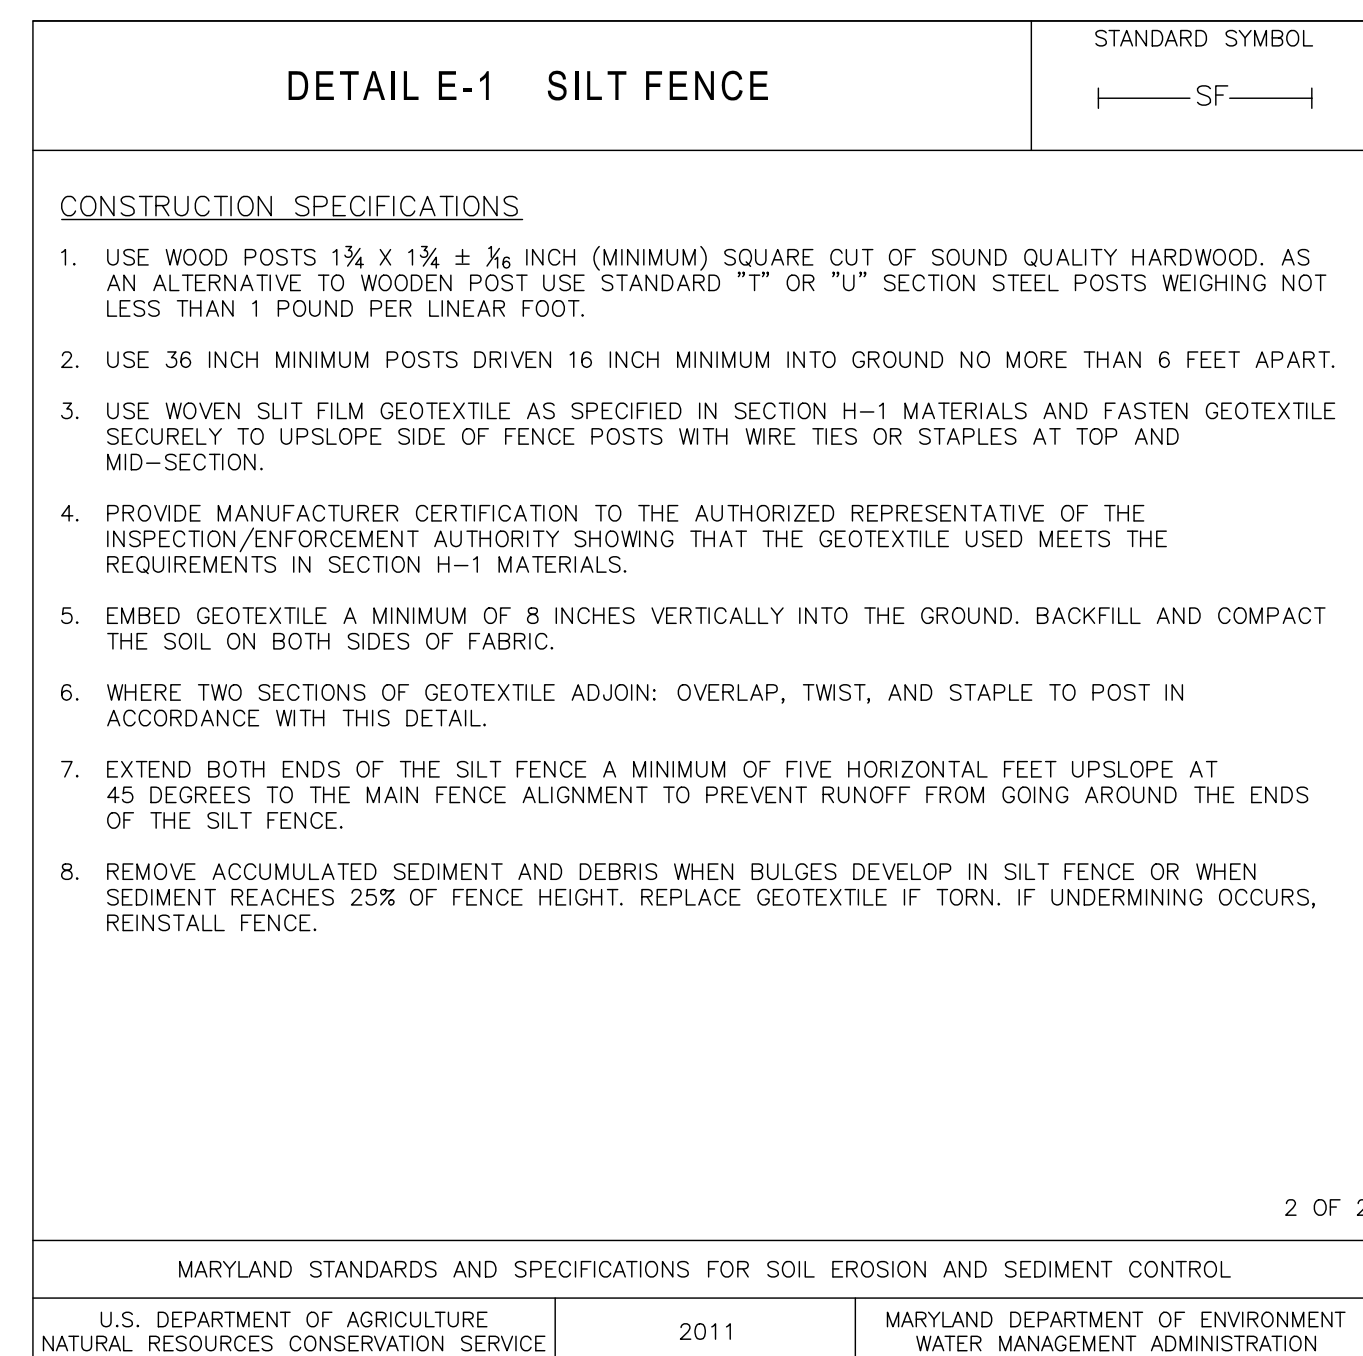 DETAIL E-1 SILT FENCE
STANDARD SYMBOL
SF
CONSTRUCTION SPECIFICATIONS
1. USE WOOD POSTS 1¾ X 1¾ ± 1⁄16 INCH (MINIMUM) SQUARE CUT OF SOUND QUALITY HARDWOOD. AS
AN ALTERNATIVE TO WOODEN POST USE STANDARD "T" OR "U" SECTION STEEL POSTS WEIGHING NOT
LESS THAN 1 POUND PER LINEAR FOOT.
2. USE 36 INCH MINIMUM POSTS DRIVEN 16 INCH MINIMUM INTO GROUND NO MORE THAN 6 FEET APART.
3. USE WOVEN SLIT FILM GEOTEXTILE AS SPECIFIED IN SECTION H-1 MATERIALS AND FASTEN GEOTEXTILE
SECURELY TO UPSLOPE SIDE OF FENCE POSTS WITH WIRE TIES OR STAPLES AT TOP AND
MID-SECTION.
4. PROVIDE MANUFACTURER CERTIFICATION TO THE AUTHORIZED REPRESENTATIVE OF THE
INSPECTION/ENFORCEMENT AUTHORITY SHOWING THAT THE GEOTEXTILE USED MEETS THE
REQUIREMENTS IN SECTION H-1 MATERIALS.
5. EMBED GEOTEXTILE A MINIMUM OF 8 INCHES VERTICALLY INTO THE GROUND. BACKFILL AND COMPACT
THE SOIL ON BOTH SIDES OF FABRIC.
6. WHERE TWO SECTIONS OF GEOTEXTILE ADJOIN: OVERLAP, TWIST, AND STAPLE TO POST IN
ACCORDANCE WITH THIS DETAIL.
7. EXTEND BOTH ENDS OF THE SILT FENCE A MINIMUM OF FIVE HORIZONTAL FEET UPSLOPE AT
45 DEGREES TO THE MAIN FENCE ALIGNMENT TO PREVENT RUNOFF FROM GOING AROUND THE ENDS
OF THE SILT FENCE.
8. REMOVE ACCUMULATED SEDIMENT AND DEBRIS WHEN BULGES DEVELOP IN SILT FENCE OR WHEN
SEDIMENT REACHES 25% OF FENCE HEIGHT. REPLACE GEOTEXTILE IF TORN. IF UNDERMINING OCCURS,
REINSTALL FENCE.
2 OF 2
MARYLAND STANDARDS AND SPECIFICATIONS FOR SOIL EROSION AND SEDIMENT CONTROL
U.S. DEPARTMENT OF AGRICULTURE
NATURAL RESOURCES CONSERVATION SERVICE
2011
MARYLAND DEPARTMENT OF ENVIRONMENT
WATER MANAGEMENT ADMINISTRATION